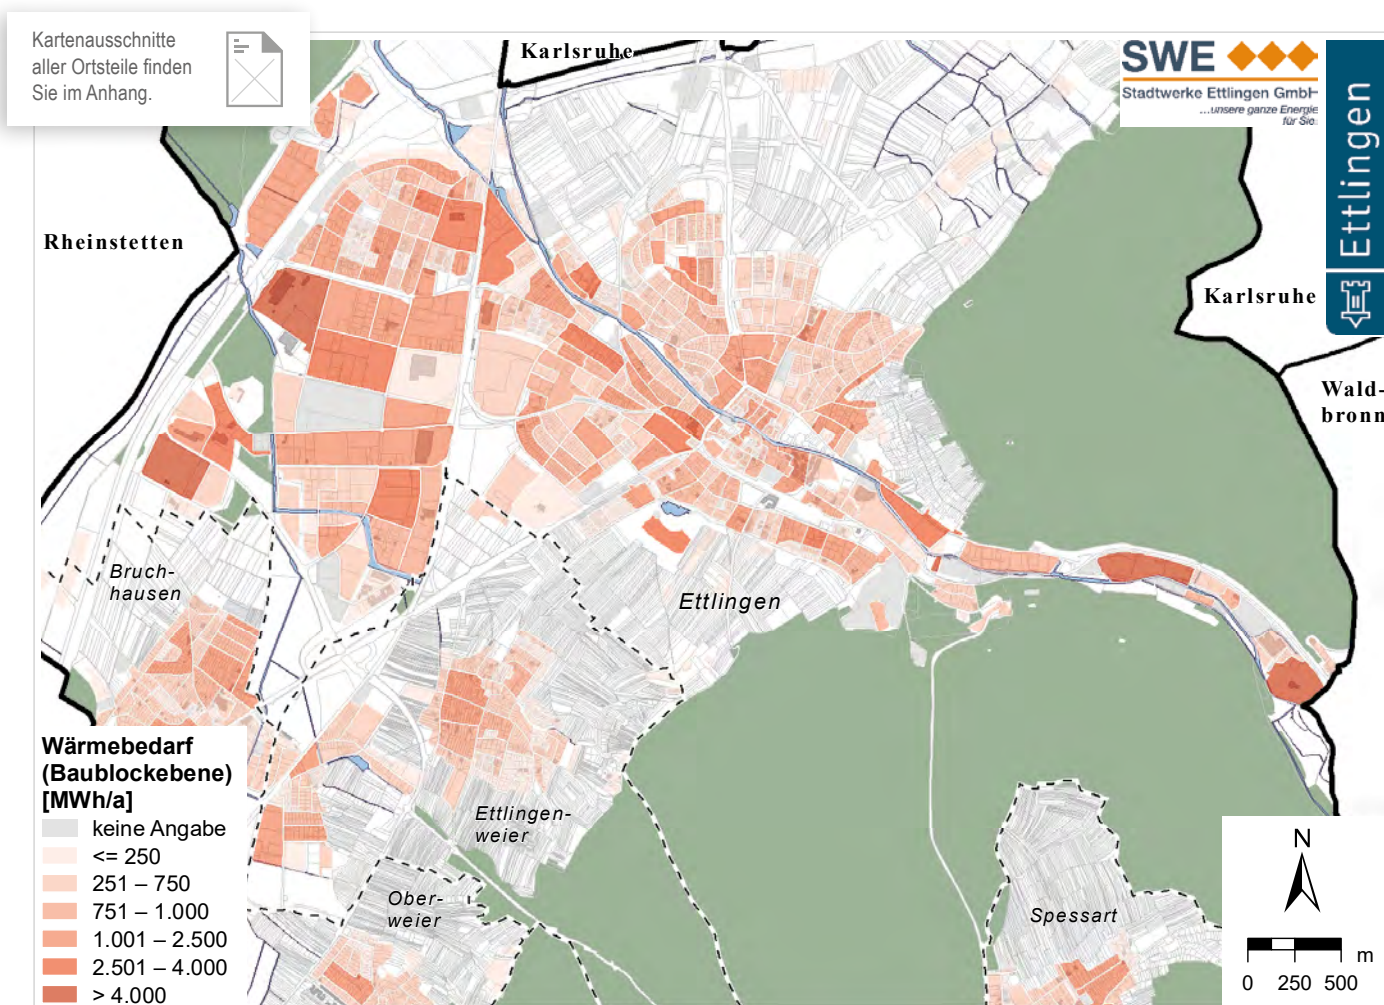 Kartenausschnitte
aller Ortsteile finden
Sie im Anhang.
Karlsruhe
SWE
Stadtwerke Ettlingen GmbH
...unsere ganze Energie
für Sie.
Ettlingen
Rheinstetten
Karlsruhe
Wald-
bronn
Bruch-
hausen
Ettlingen
Wärmebedarf
(Baublockebene)
[MWh/a]
keine Angabe
<= 250
251 – 750
751 – 1.000
1.001 – 2.500
2.501 – 4.000
> 4.000
Ettlingen-
weier
Ober-
weier
Spessart
N
m
0 250 500